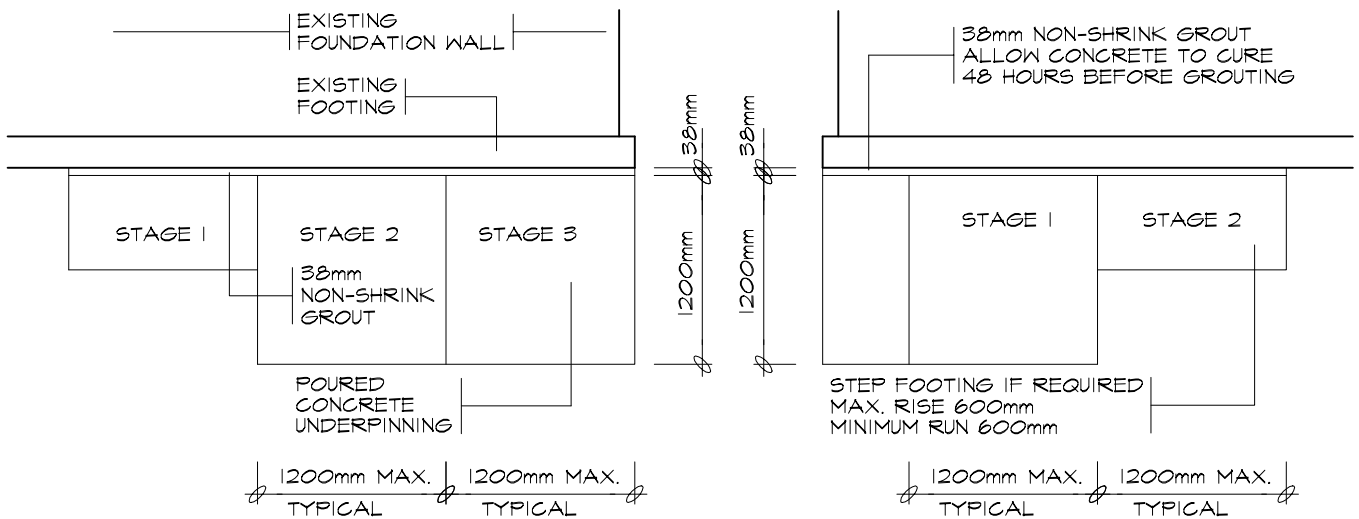 EXISTING
FOUNDATION WALL
EXISTING
FOOTING
38mm NON-SHRINK GROUT
ALLOW CONCRETE TO CURE
48 HOURS BEFORE GROUTING
38mm
38mm
STAGE 1
STAGE 2
STAGE 3
STAGE 1
STAGE 2
38mm
NON-SHRINK
GROUT
1200mm
1200mm
POURED
CONCRETE
UNDERPINNING
STEP FOOTING IF REQUIRED
MAX. RISE 600mm
MINIMUM RUN 600mm
1200mm MAX.
TYPICAL
1200mm MAX.
TYPICAL
1200mm MAX.
TYPICAL
1200mm MAX.
TYPICAL